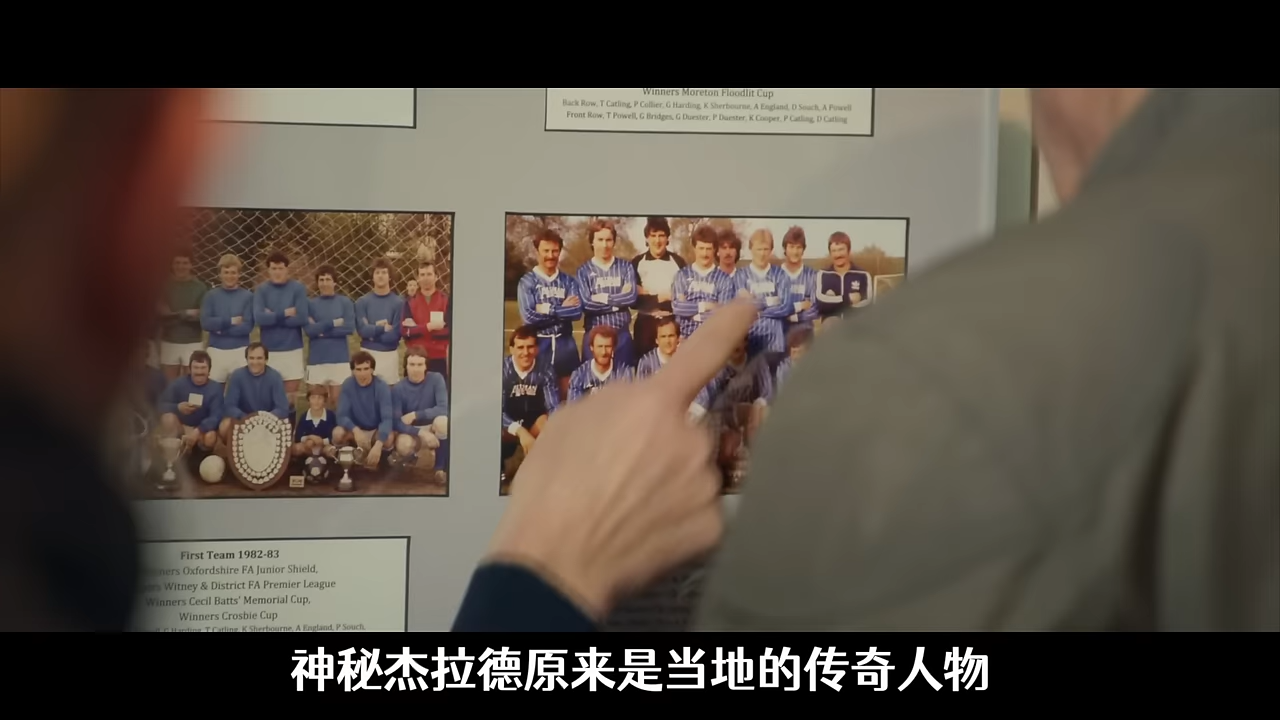 Winners Moreton Floodlit Cup
Back Row, T Catling, P Collier, G Harding, K Sherbourne, A England, D Souch, A Powell
Front Row, T Powell, G Bridges, G Duester, P Duester, K Cooper, P Catling, D Catling
First Team 1982-83
Oxfordshire FA Junior Shield,
Witney & District FA Premier League
Winners Cecil Batts' Memorial Cup,
Winners Crosbie Cup
G Harding, T Catling, K Sherbourne, A England, P Souch,
神秘杰拉德原来是当地的传奇人物